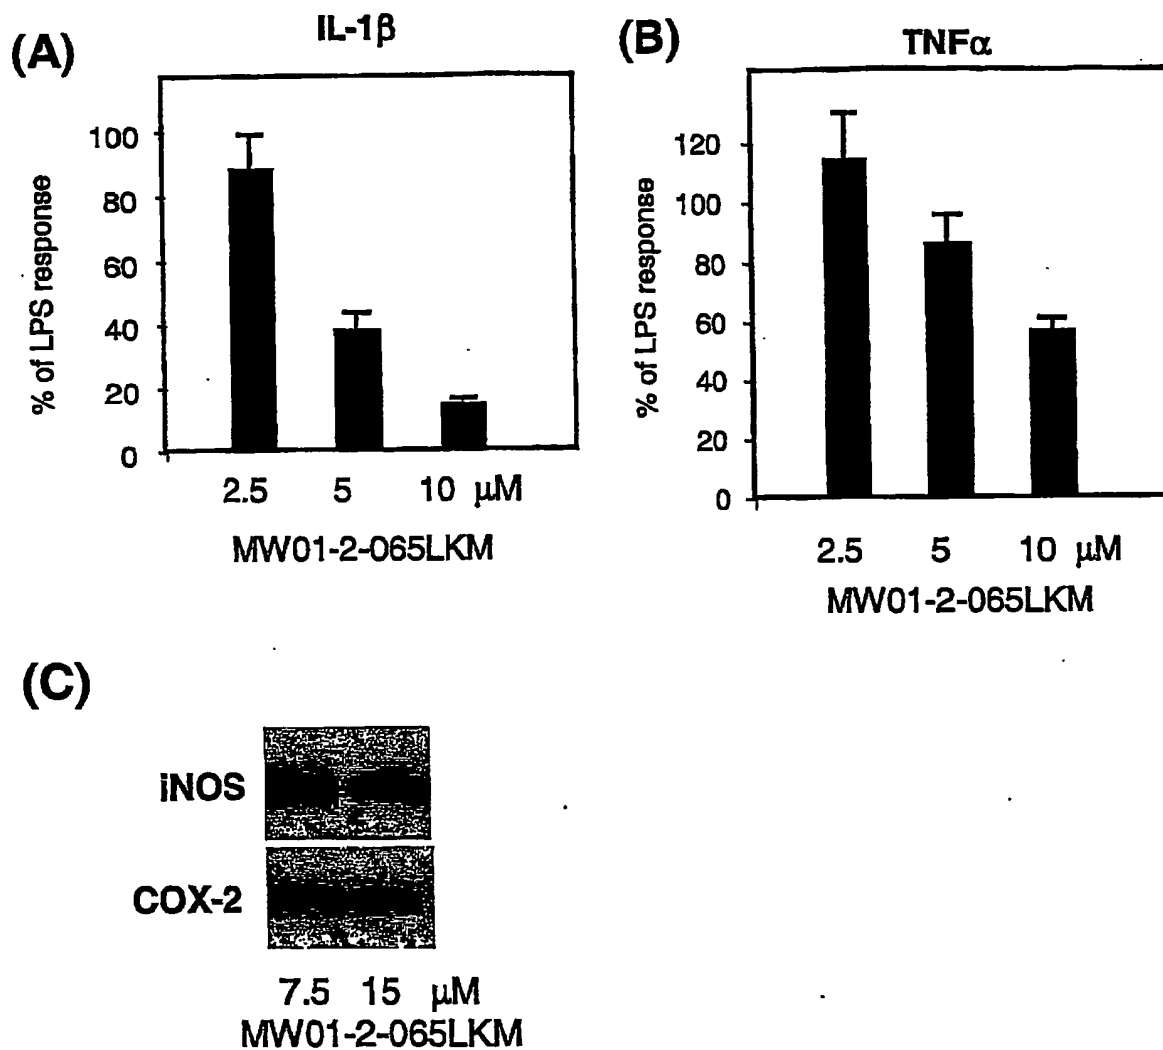 (A)
IL-1β
% of LPS response
100
80
60
40
20
0
2.5 5 10 μM
MW01-2-065LKM
(B)
TNFα
% of LPS response
120
100
80
60
40
20
0
2.5 5 10 μM
MW01-2-065LKM
(C)
iNOS
COX-2
7.5 15 μM
MW01-2-065LKM